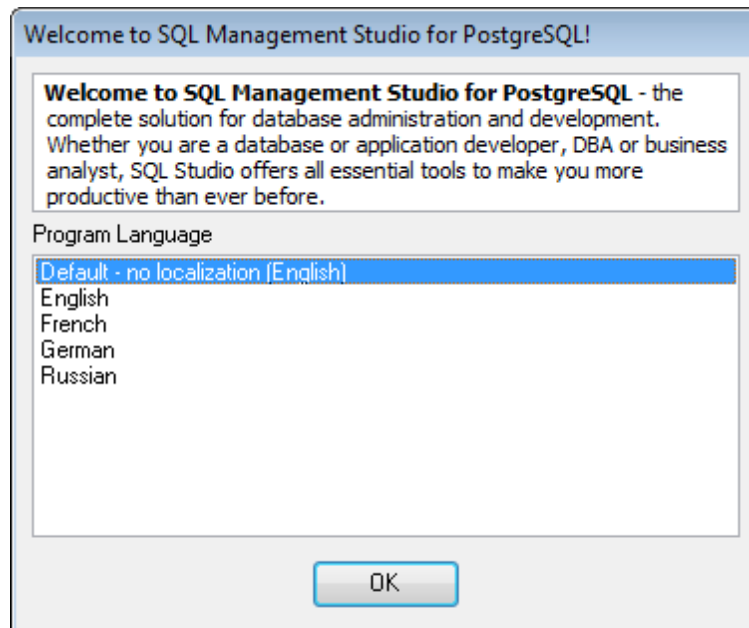 Welcome to SQL Management Studio for PostgreSQL!
Welcome to SQL Management Studio for PostgreSQL - the
complete solution for database administration and development.
Whether you are a database or application developer, DBA or business
analyst, SQL Studio offers all essential tools to make you more
productive than ever before.
Program Language
Default - no localization (English)
English
French
German
Russian
OK